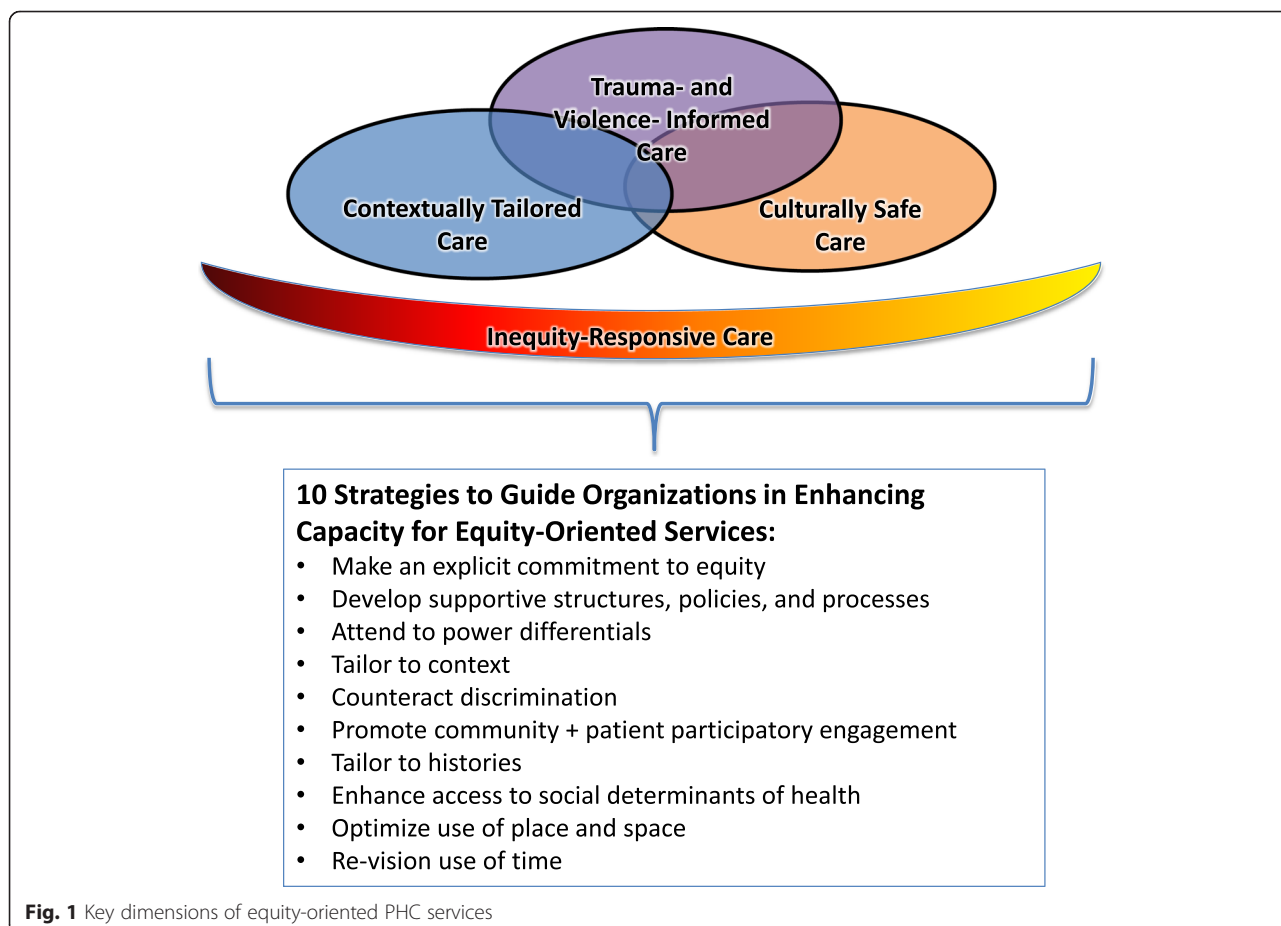 Trauma- and
Violence- Informed
Care
Contextually Tailored
Care
Culturally Safe
Care
Inequity-Responsive Care
10 Strategies to Guide Organizations in Enhancing
Capacity for Equity-Oriented Services:
• Make an explicit commitment to equity
• Develop supportive structures, policies, and processes
• Attend to power differentials
• Tailor to context
• Counteract discrimination
• Promote community + patient participatory engagement
• Tailor to histories
• Enhance access to social determinants of health
• Optimize use of place and space
• Re-vision use of time
Fig. 1 Key dimensions of equity-oriented PHC services